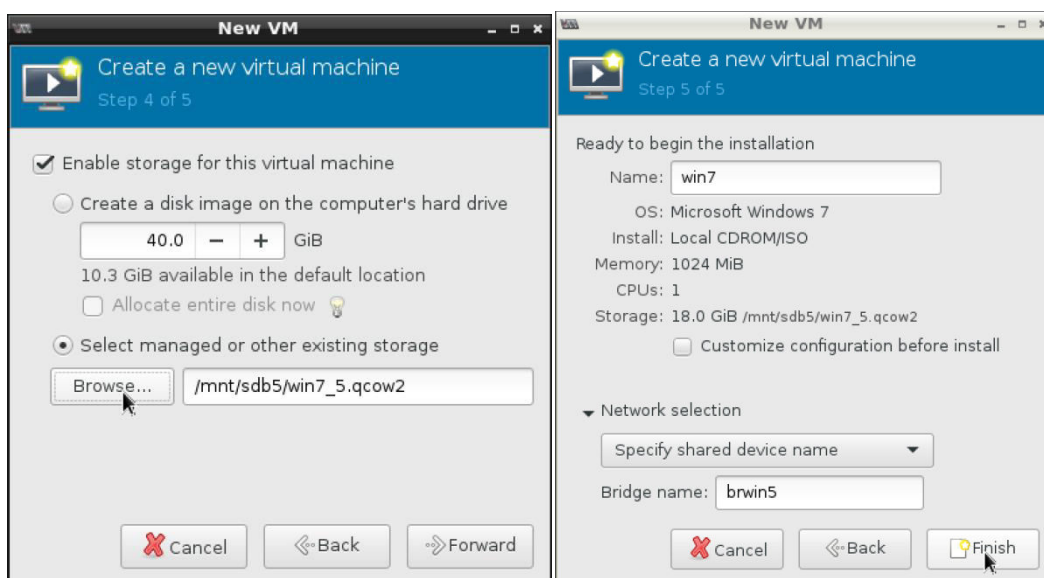 New VM
Create a new virtual machine
Step 4 of 5
Enable storage for this virtual machine
Create a disk image on the computer's hard drive
40.0 − + GiB
10.3 GiB available in the default location
Allocate entire disk now
Select managed or other existing storage
Browse... /mnt/sdb5/win7_5.qcow2
Cancel Back Forward
New VM
Create a new virtual machine
Step 5 of 5
Ready to begin the installation
Name: win7
OS: Microsoft Windows 7
Install: Local CDROM/ISO
Memory: 1024 MiB
CPUs: 1
Storage: 18.0 GiB /mnt/sdb5/win7_5.qcow2
Customize configuration before install
Network selection
Specify shared device name
Bridge name: brwin5
Cancel Back Finish